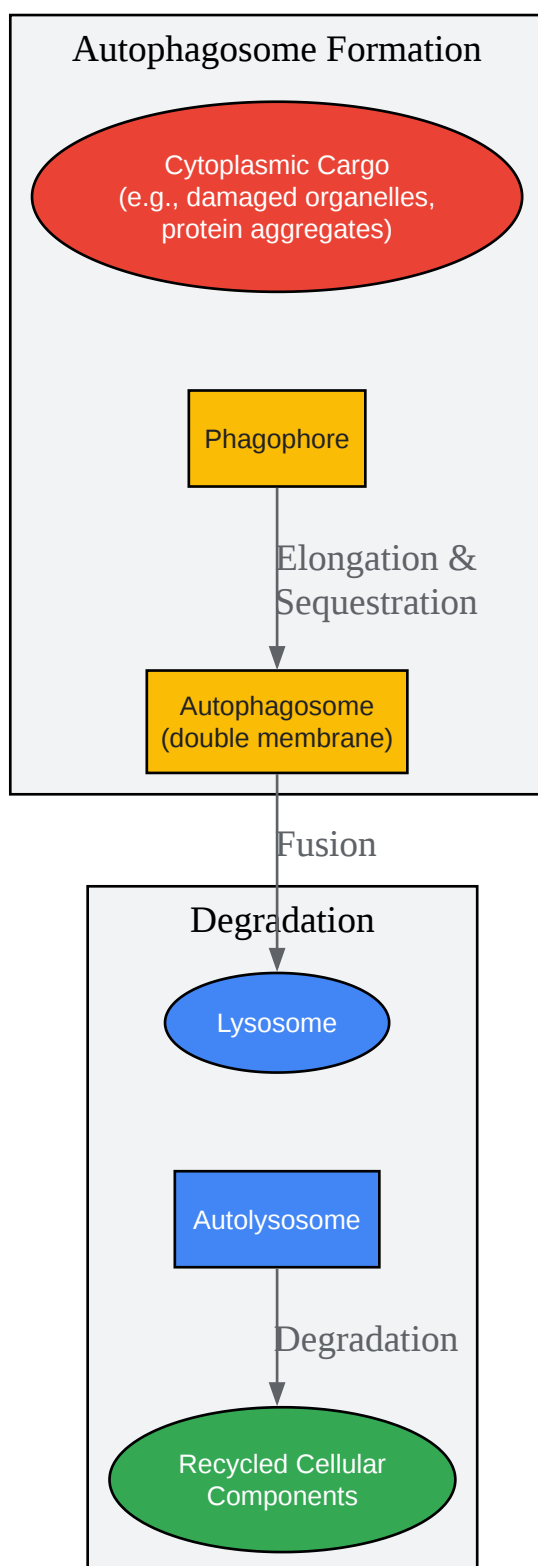 Autophagosome Formation
Cytoplasmic Cargo
(e.g., damaged organelles,
protein aggregates)
Phagophore
Elongation &
Sequestration
Autophagosome
(double membrane)
Fusion
Degradation
Lysosome
Autolysosome
Degradation
Recycled Cellular
Components